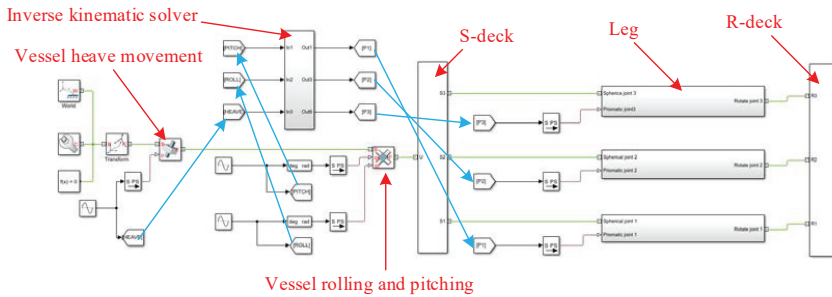 Inverse kinematic solver
Vessel heave movement
S-deck
Leg
R-deck
[PITCH]
In1
Out1
[P1]
[ROLL]
In2
Out3
[P2]
[HEAVE]
In3
[P3]
World
Transform
f(x) = 0
S PS
[HEAVE]
deg rad
S PS
[PITCH]
deg rad
S PS
[ROLL]
V
S3
[P3]
S PS
Spherical joint 3
Prismatic joint3
Rotate joint 3
R3
S2
[P2]
S PS
Spherical joint 2
Prismatic joint 2
Rotate joint 2
R2
S1
[P1]
S PS
Spherical joint 1
Prismatic joint 1
Rotate joint 1
R1
Vessel rolling and pitching